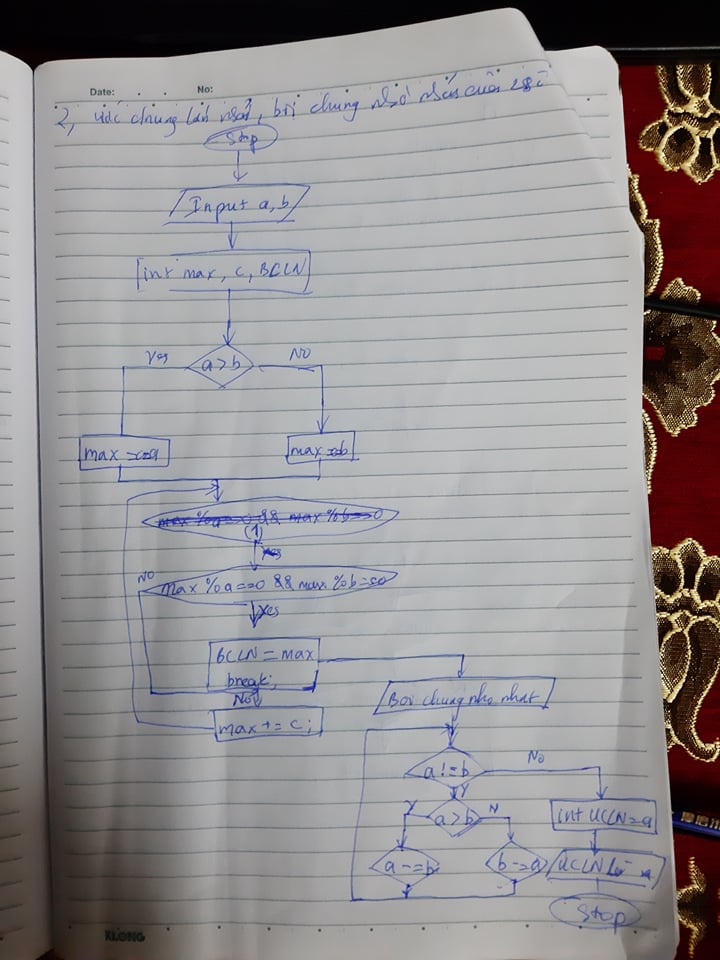 Date: . . No:
2, ước chung lớn nhất, bội chung nhỏ nhất của 2 số
Stop
Input a, b
int max, c, BCLN
a > b
Yes
No
max = c = a
max = c = b
max % a == 0 && max % b == 0
(1)
Yes
No
max % a == 0 && max % b == 0
Yes
BCLN = max
break;
No
max += c;
Bội chung nhỏ nhất
a != b
No
Y
a > b
Y
N
a -= b
b -= a
int UCLN = a
UCLN là
Stop
KLONG